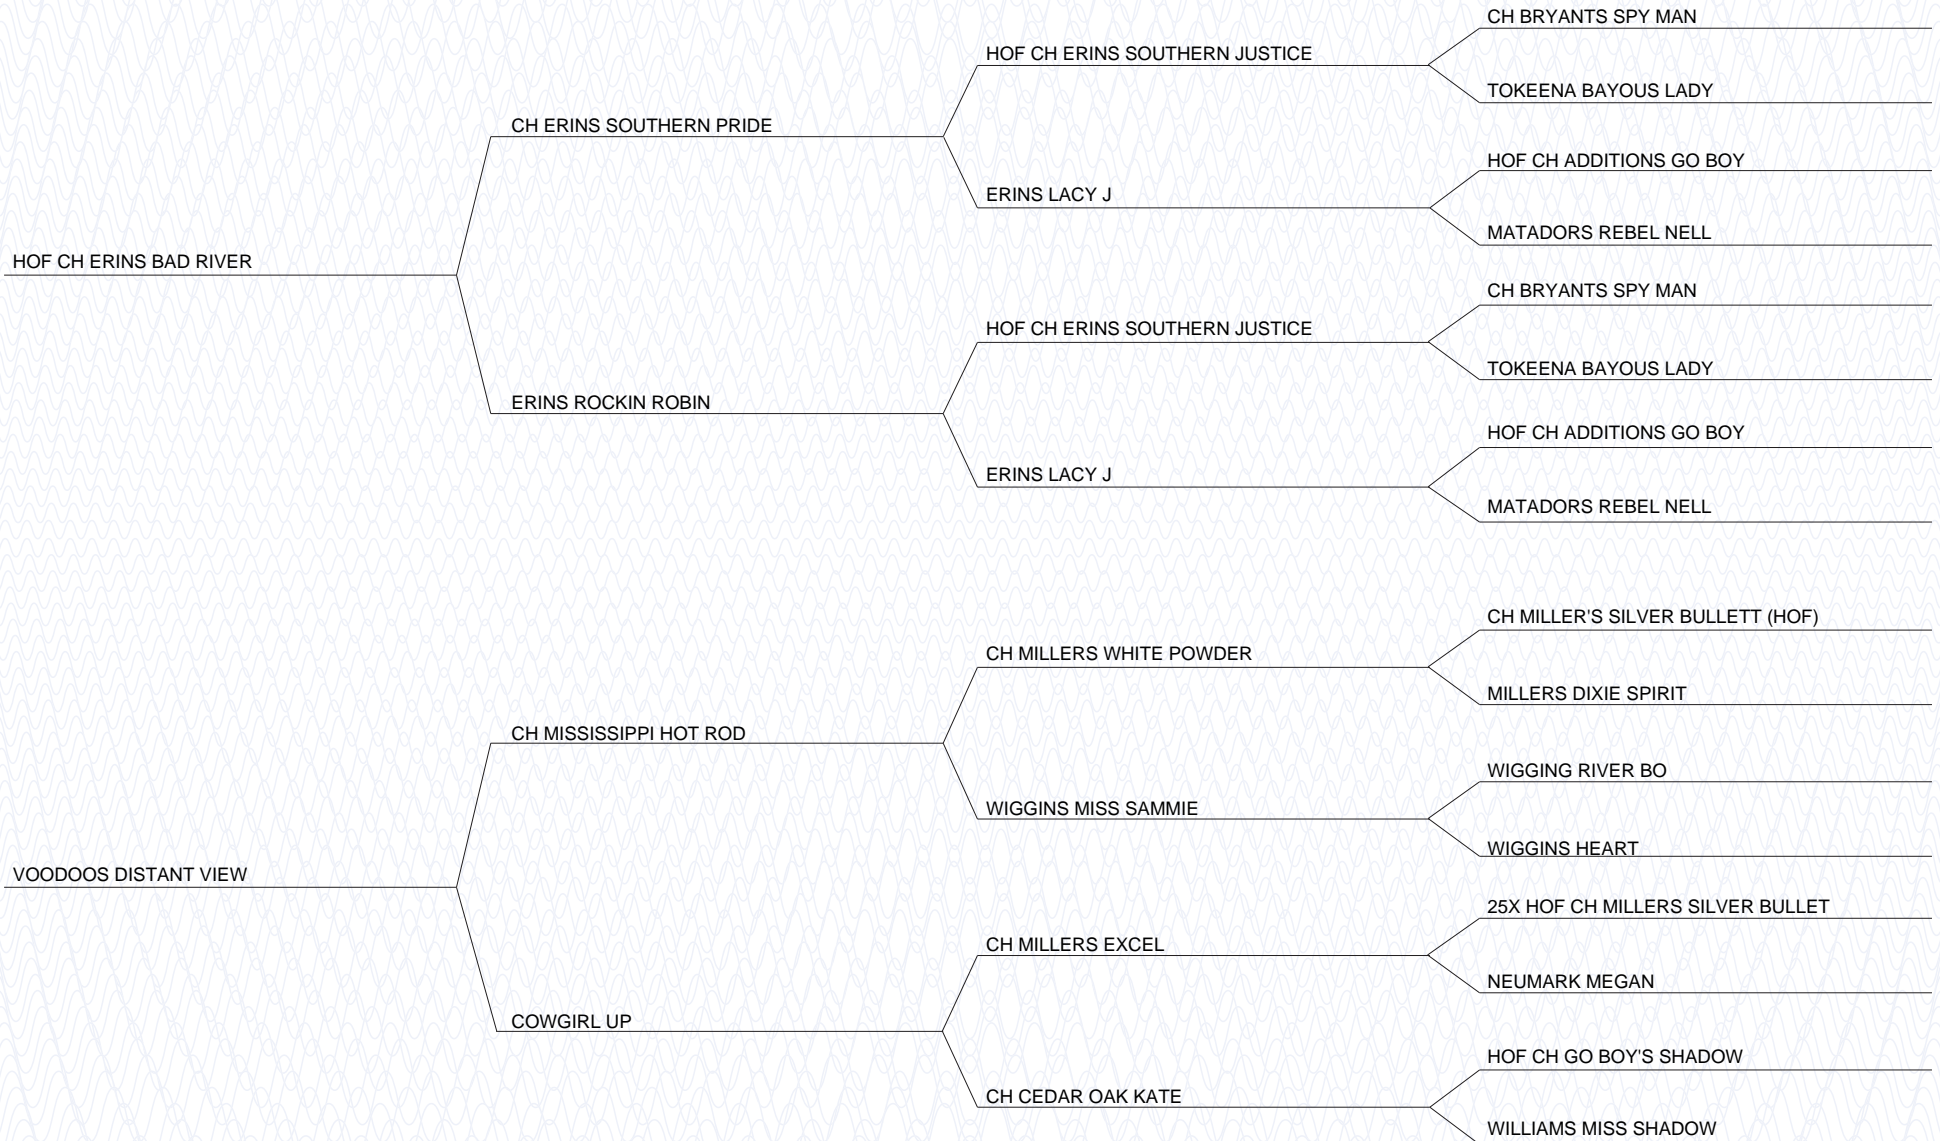 CH BRYANTS SPY MAN
HOF CH ERINS SOUTHERN JUSTICE
TOKEENA BAYOUS LADY
CH ERINS SOUTHERN PRIDE
HOF CH ADDITIONS GO BOY
ERINS LACY J
MATADORS REBEL NELL
HOF CH ERINS BAD RIVER
CH BRYANTS SPY MAN
HOF CH ERINS SOUTHERN JUSTICE
TOKEENA BAYOUS LADY
ERINS ROCKIN ROBIN
HOF CH ADDITIONS GO BOY
ERINS LACY J
MATADORS REBEL NELL
CH MILLER'S SILVER BULLETT (HOF)
CH MILLERS WHITE POWDER
MILLERS DIXIE SPIRIT
CH MISSISSIPPI HOT ROD
WIGGING RIVER BO
WIGGINS MISS SAMMIE
WIGGINS HEART
VOODOOS DISTANT VIEW
25X HOF CH MILLERS SILVER BULLET
CH MILLERS EXCEL
NEUMARK MEGAN
COWGIRL UP
HOF CH GO BOY'S SHADOW
CH CEDAR OAK KATE
WILLIAMS MISS SHADOW